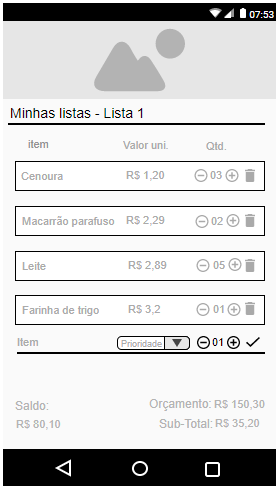 07:53
Minhas listas - Lista 1
item Valor uni. Qtd.
Cenoura R$ 1,20 03
Macarrão parafuso R$ 2,29 02
Leite R$ 2,89 05
Farinha de trigo R$ 3,2 01
Item Prioridade 01
Saldo: Orçamento: R$ 150,30
R$ 80,10 Sub-Total: R$ 35,20